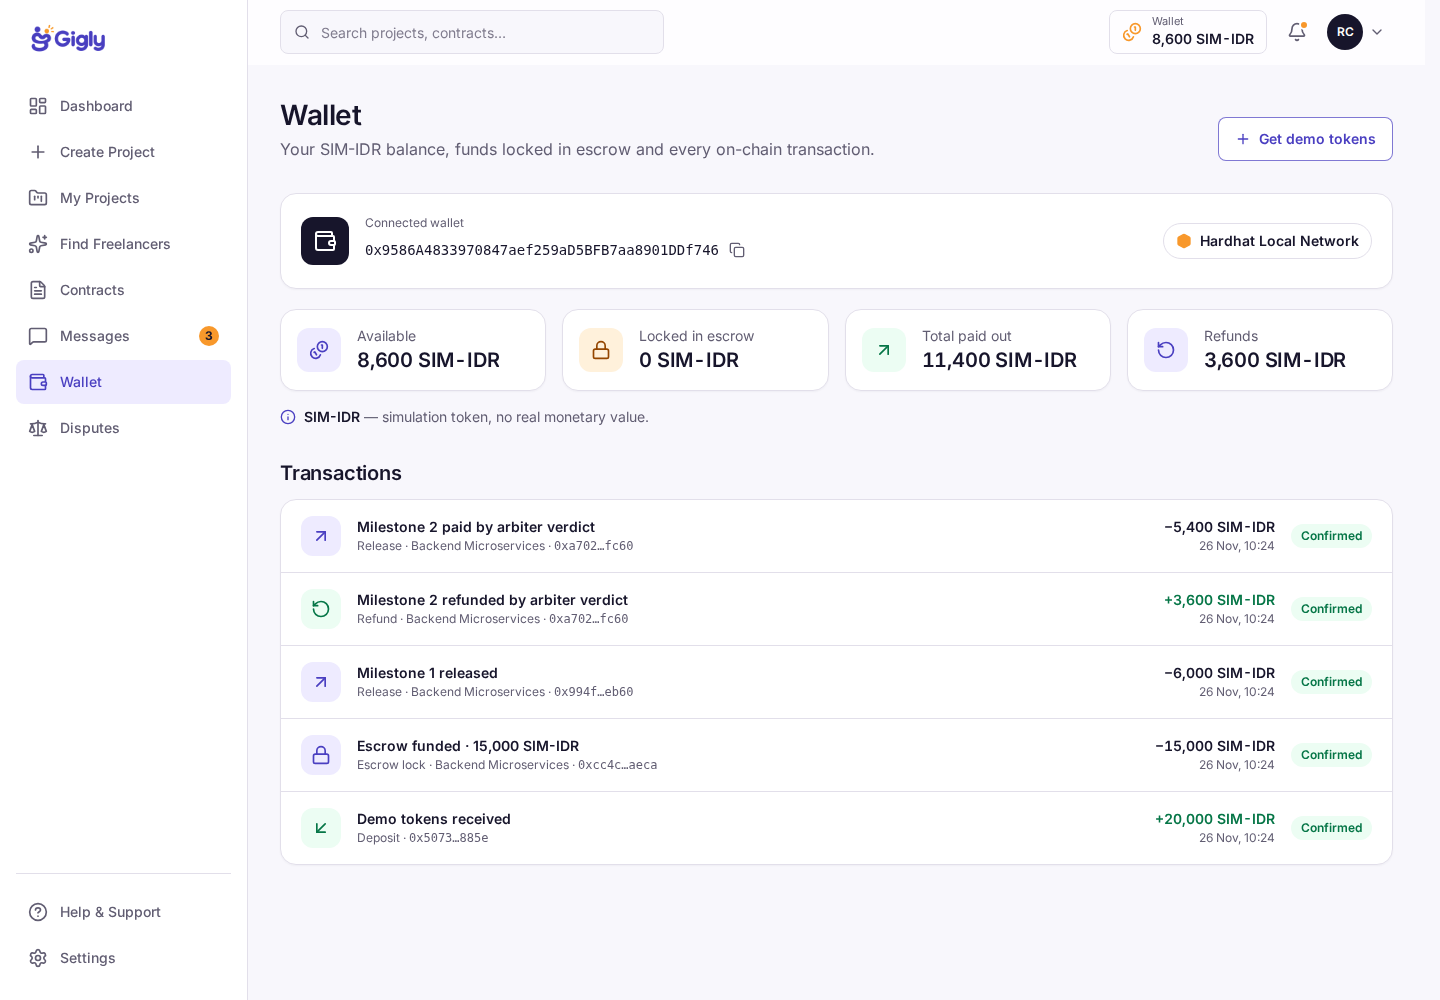 Gigly
Search projects, contracts...
Wallet
8,600 SIM-IDR
RC
Dashboard
Create Project
My Projects
Find Freelancers
Contracts
Messages
3
Wallet
Disputes
Help & Support
Settings
Wallet
Your SIM-IDR balance, funds locked in escrow and every on-chain transaction.
Get demo tokens
Connected wallet
0x9586A4833970847aef259aD5BFB7aa8901DDf746
Hardhat Local Network
Available
8,600 SIM-IDR
Locked in escrow
0 SIM-IDR
Total paid out
11,400 SIM-IDR
Refunds
3,600 SIM-IDR
SIM-IDR — simulation token, no real monetary value.
Transactions
Milestone 2 paid by arbiter verdict
Release · Backend Microservices · 0xa702…fc60
−5,400 SIM-IDR
26 Nov, 10:24
Confirmed
Milestone 2 refunded by arbiter verdict
Refund · Backend Microservices · 0xa702…fc60
+3,600 SIM-IDR
26 Nov, 10:24
Confirmed
Milestone 1 released
Release · Backend Microservices · 0x994f…eb60
−6,000 SIM-IDR
26 Nov, 10:24
Confirmed
Escrow funded · 15,000 SIM-IDR
Escrow lock · Backend Microservices · 0xcc4c…aeca
−15,000 SIM-IDR
26 Nov, 10:24
Confirmed
Demo tokens received
Deposit · 0x5073…885e
+20,000 SIM-IDR
26 Nov, 10:24
Confirmed